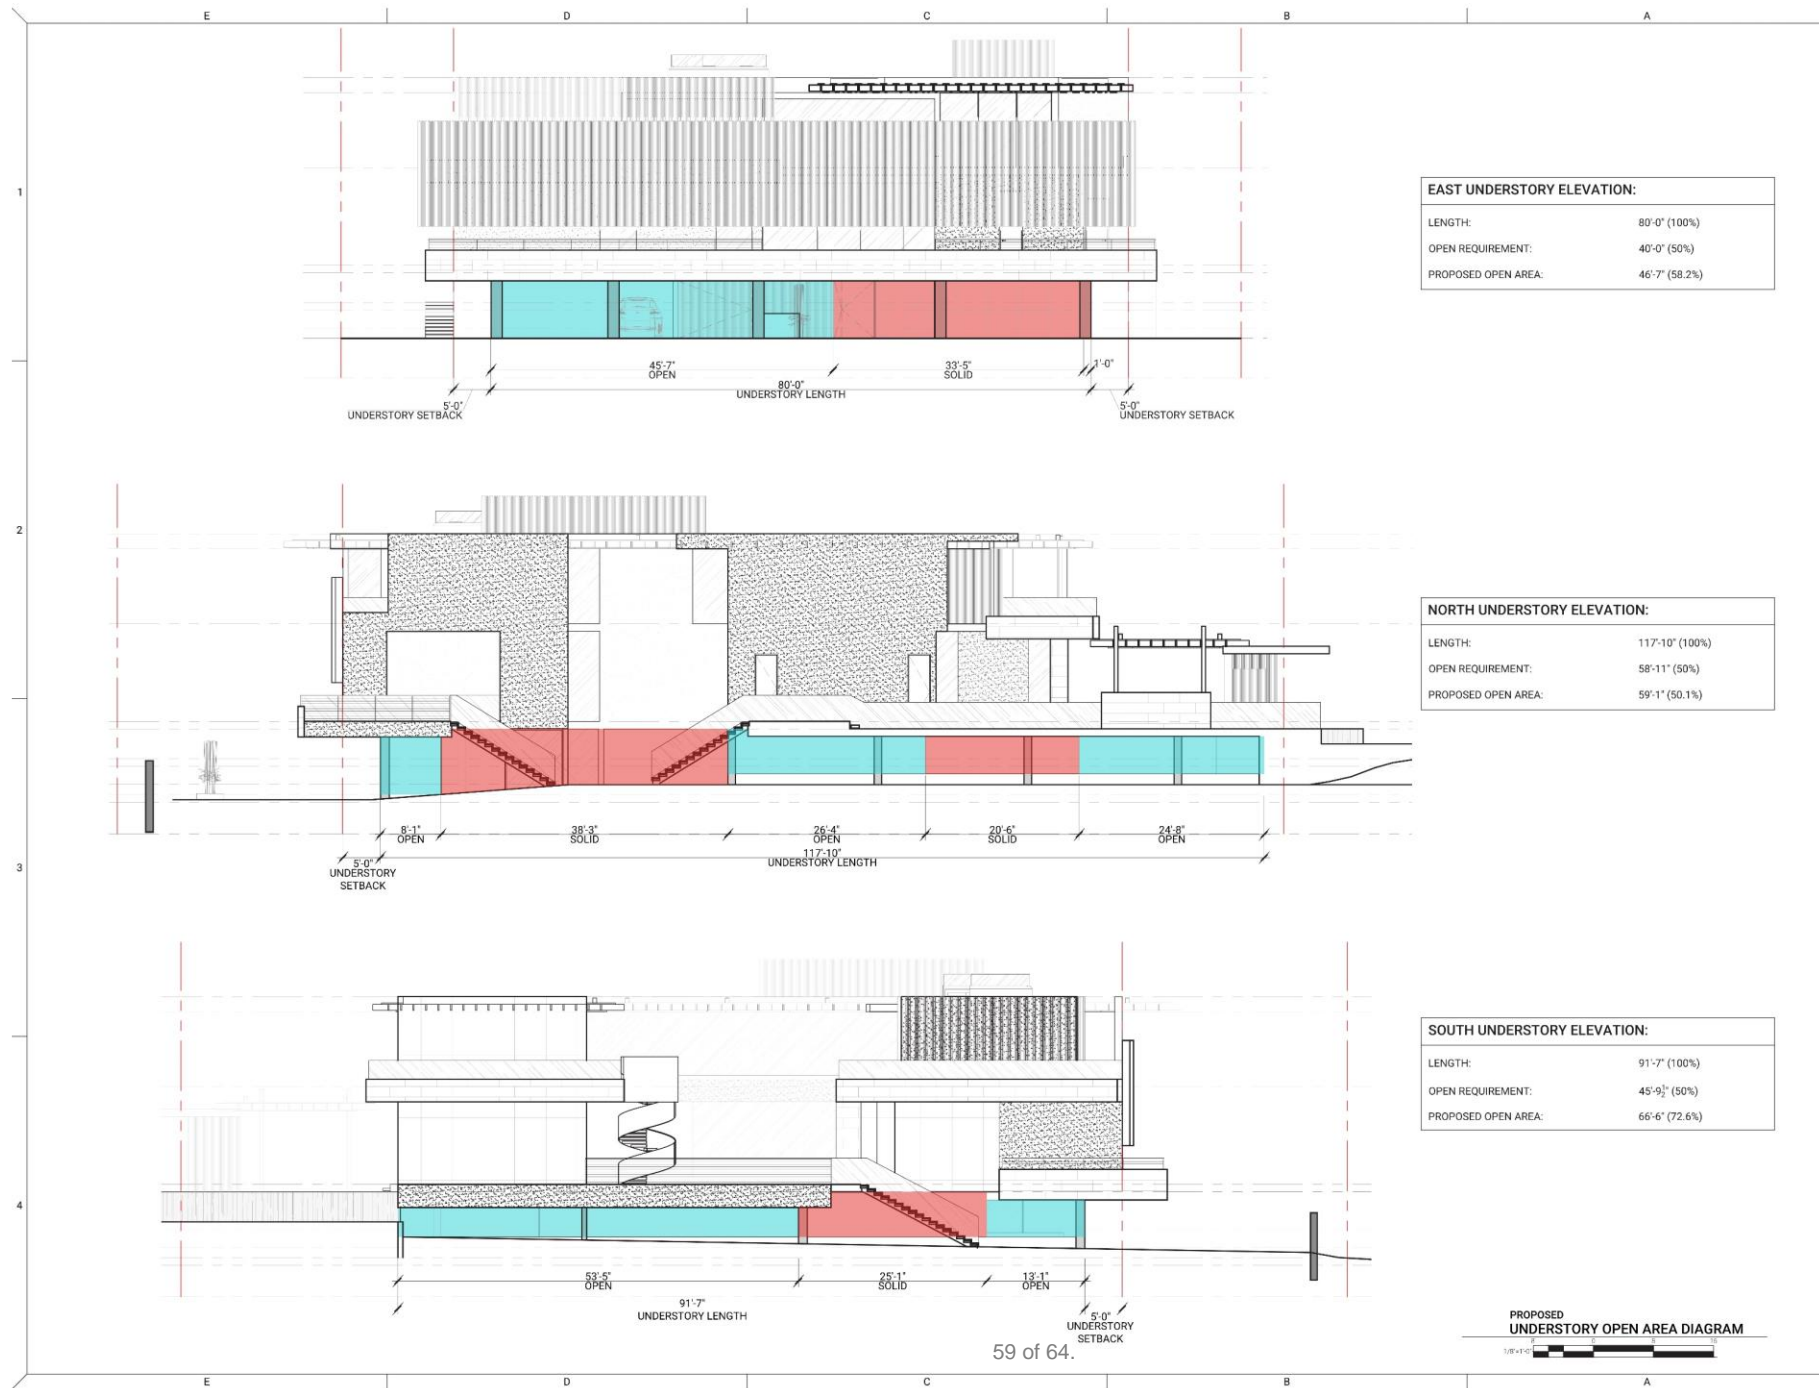 E D C B A
1
EAST UNDERSTORY ELEVATION:
LENGTH: 80'-0" (100%)
OPEN REQUIREMENT: 40'-0" (50%)
PROPOSED OPEN AREA: 46'-7" (58.2%)
45'-7" 33'-5" 1'-0"
OPEN SOLID
80'-0"
UNDERSTORY LENGTH
5'-0" 5'-0"
UNDERSTORY SETBACK UNDERSTORY SETBACK
2
NORTH UNDERSTORY ELEVATION:
LENGTH: 117'-10" (100%)
OPEN REQUIREMENT: 58'-11" (50%)
PROPOSED OPEN AREA: 59'-1" (50.1%)
8'-1" 38'-3" 26'-4" 20'-6" 24'-8"
OPEN SOLID OPEN SOLID OPEN
117'-10"
UNDERSTORY LENGTH
5'-0"
UNDERSTORY
SETBACK
3
SOUTH UNDERSTORY ELEVATION:
LENGTH: 91'-7" (100%)
OPEN REQUIREMENT: 45'-9½" (50%)
PROPOSED OPEN AREA: 66'-6" (72.6%)
4
53'-5" 25'-1" 13'-1"
OPEN SOLID OPEN
91'-7"
UNDERSTORY LENGTH
5'-0"
UNDERSTORY
SETBACK
59 of 64.
PROPOSED
UNDERSTORY OPEN AREA DIAGRAM
1/8"=1'-0"
E D C B A